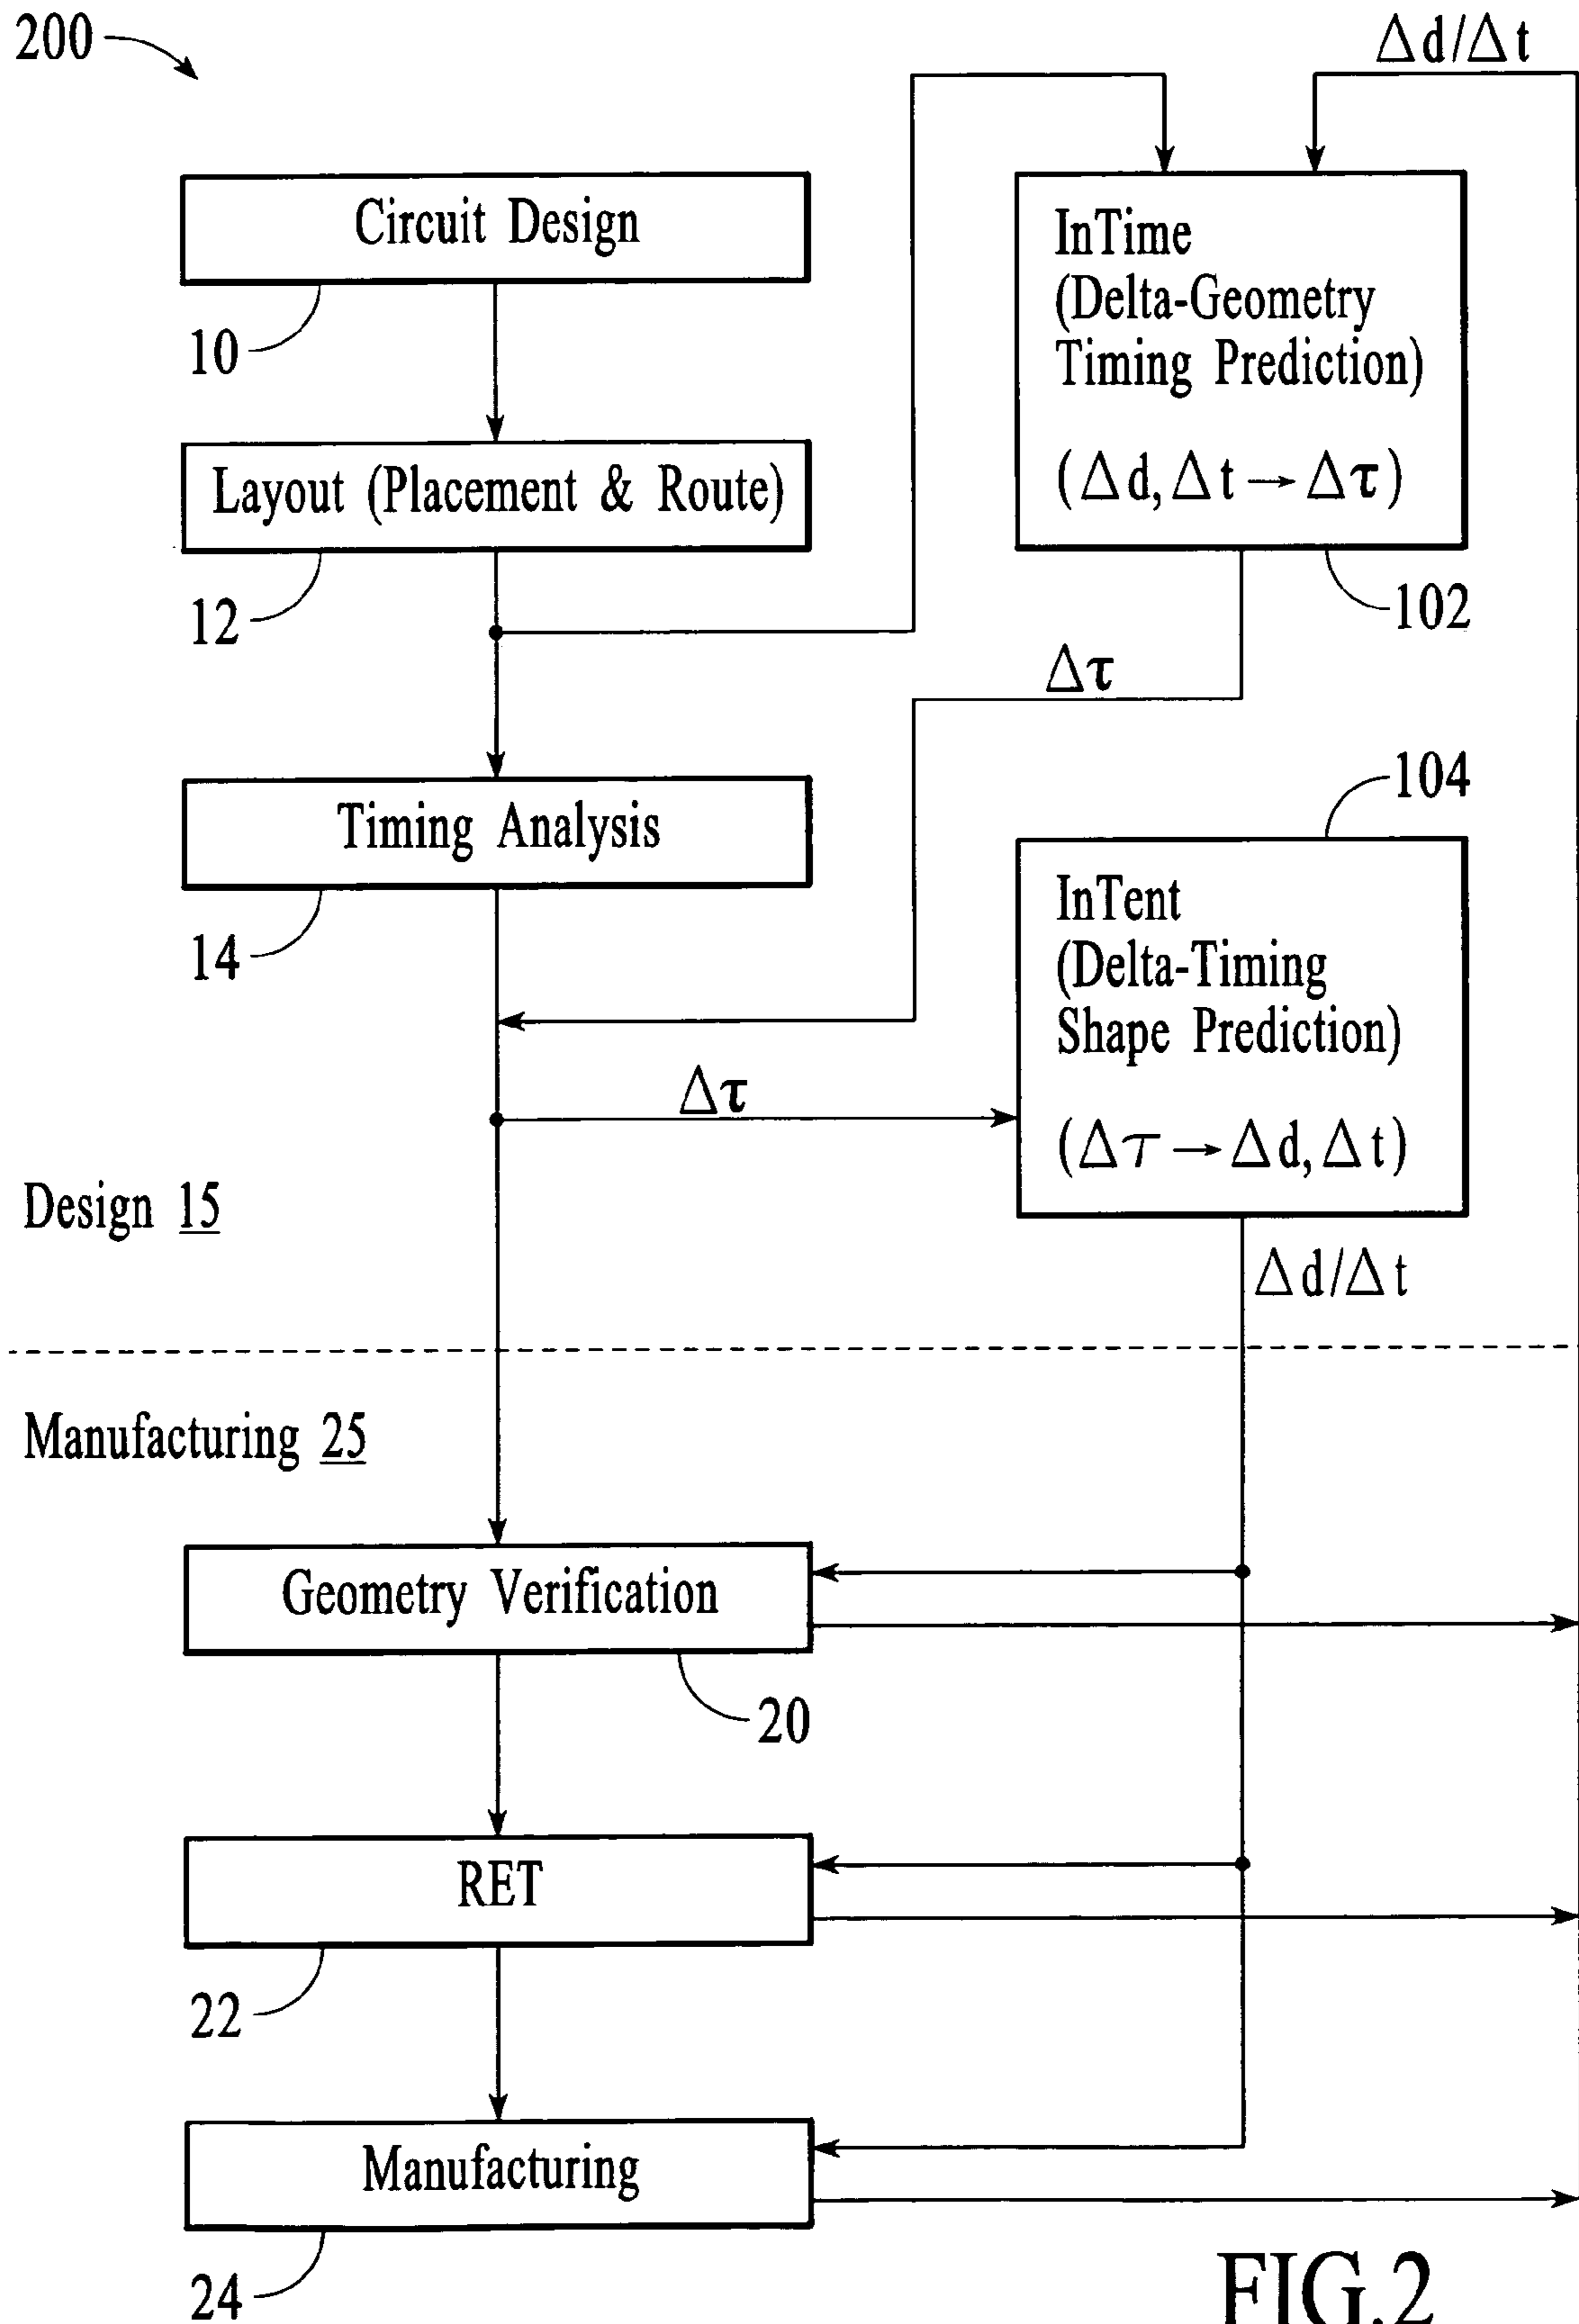 200
Δd/Δt
Circuit Design
10
InTime
(Delta-Geometry
Timing Prediction)
(Δd, Δt → Δτ)
102
Layout (Placement & Route)
12
Δτ
Timing Analysis
14
104
InTent
(Delta-Timing
Shape Prediction)
(Δτ → Δd, Δt)
Δτ
Design 15
Δd/Δt
Manufacturing 25
Geometry Verification
20
RET
22
Manufacturing
24
FIG.2